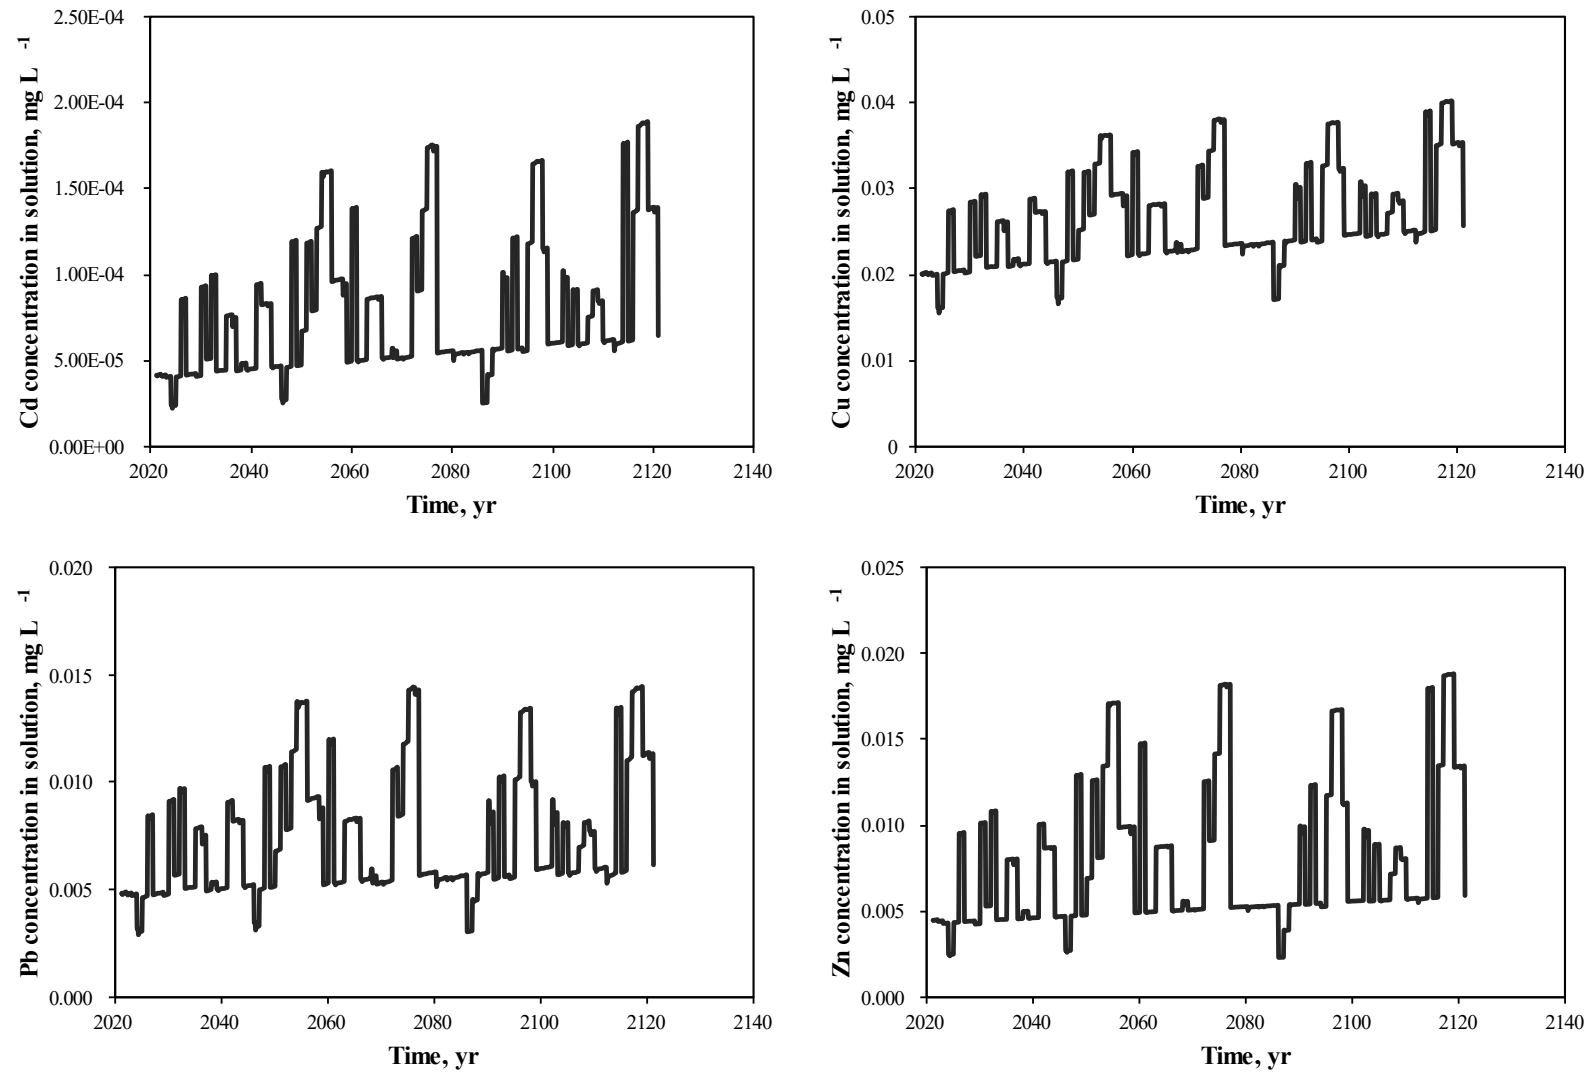 Cd concentration in solution, mg L -1
2.50E-04
2.00E-04
1.50E-04
1.00E-04
5.00E-05
0.00E+00
2020 2040 2060 2080 2100 2120 2140
Time, yr
Cu concentration in solution, mg L -1
0.05
0.04
0.03
0.02
0.01
0
2020 2040 2060 2080 2100 2120 2140
Time, yr
Pb concentration in solution, mg L -1
0.020
0.015
0.010
0.005
0.000
2020 2040 2060 2080 2100 2120 2140
Time, yr
Zn concentration in solution, mg L -1
0.025
0.020
0.015
0.010
0.005
0.000
2020 2040 2060 2080 2100 2120 2140
Time, yr